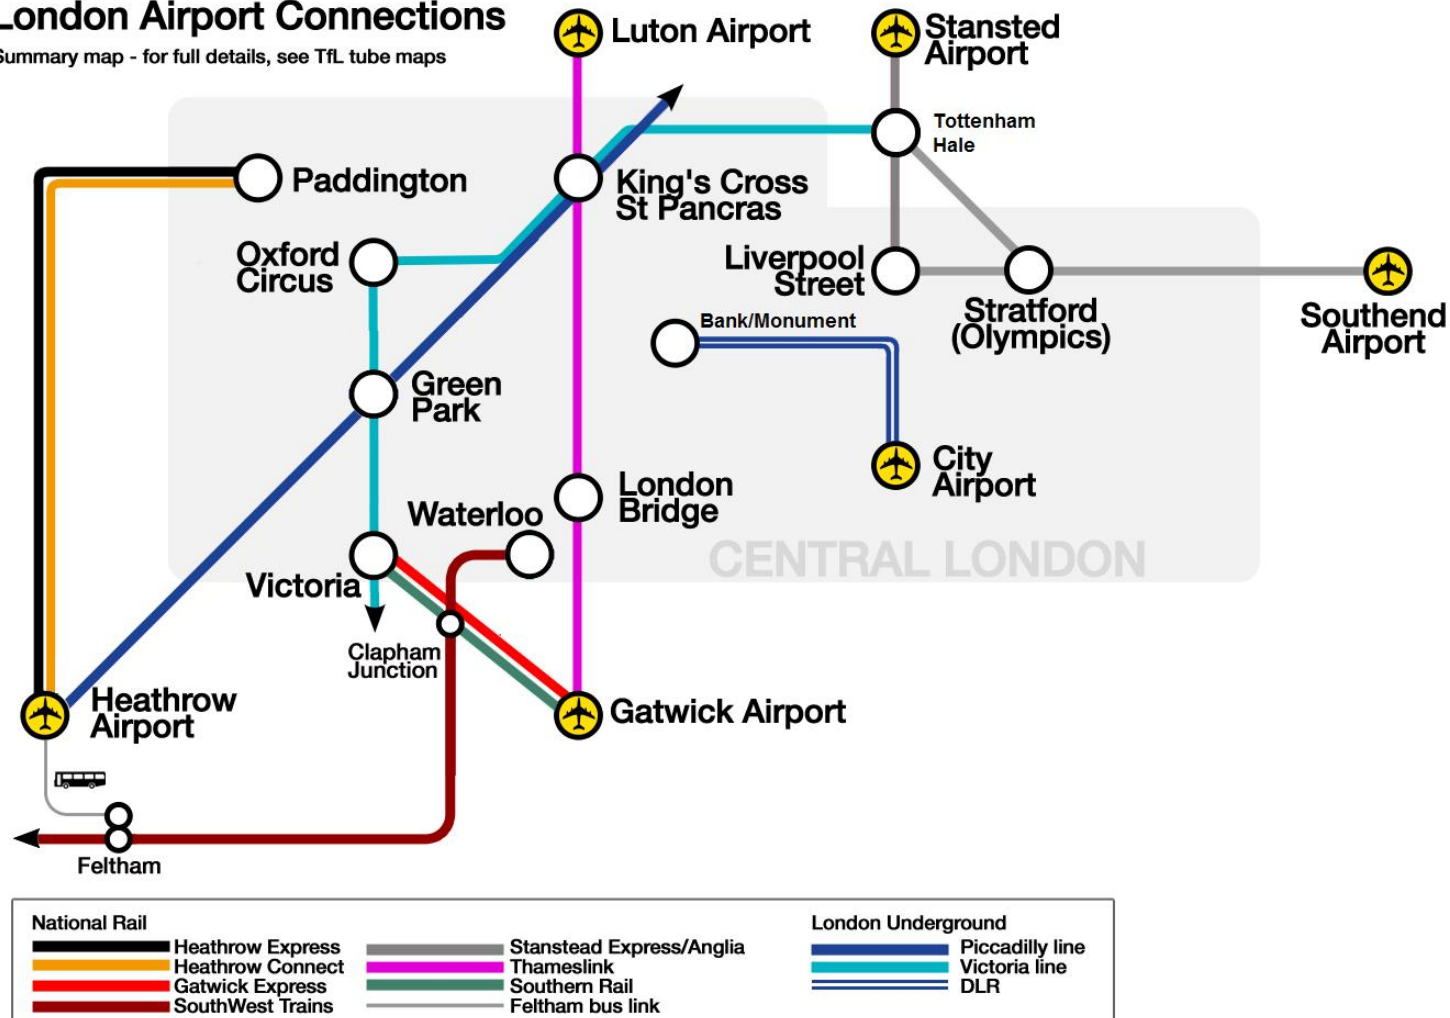 London Airport Connections
Summary map - for full details, see TfL tube maps
Luton Airport
Stansted
Airport
Tottenham
Hale
Paddington
King's Cross
St Pancras
Oxford
Circus
Liverpool
Street
Stratford
(Olympics)
Southend
Airport
Bank/Monument
Green
Park
City
Airport
London
Bridge
Waterloo
CENTRAL LONDON
Victoria
Clapham
Junction
Heathrow
Airport
Gatwick Airport
Feltham
National Rail
Heathrow Express
Heathrow Connect
Gatwick Express
SouthWest Trains
Stanstead Express/Anglia
Thameslink
Southern Rail
Feltham bus link
London Underground
Piccadilly line
Victoria line
DLR